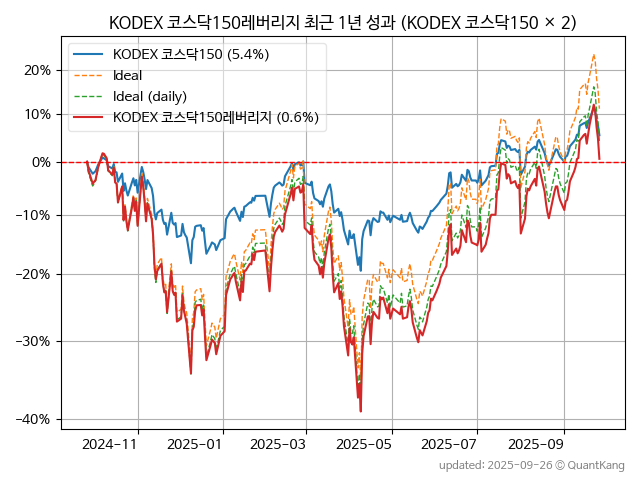 KODEX 코스닥150레버리지 최근 1년 성과 (KODEX 코스닥150 × 2)
KODEX 코스닥150 (5.4%)
Ideal
Ideal (daily)
KODEX 코스닥150레버리지 (0.6%)
20%
10%
0%
−10%
−20%
−30%
−40%
2024−11
2025−01
2025−03
2025−05
2025−07
2025−09
updated: 2025-09-26 © QuantKang